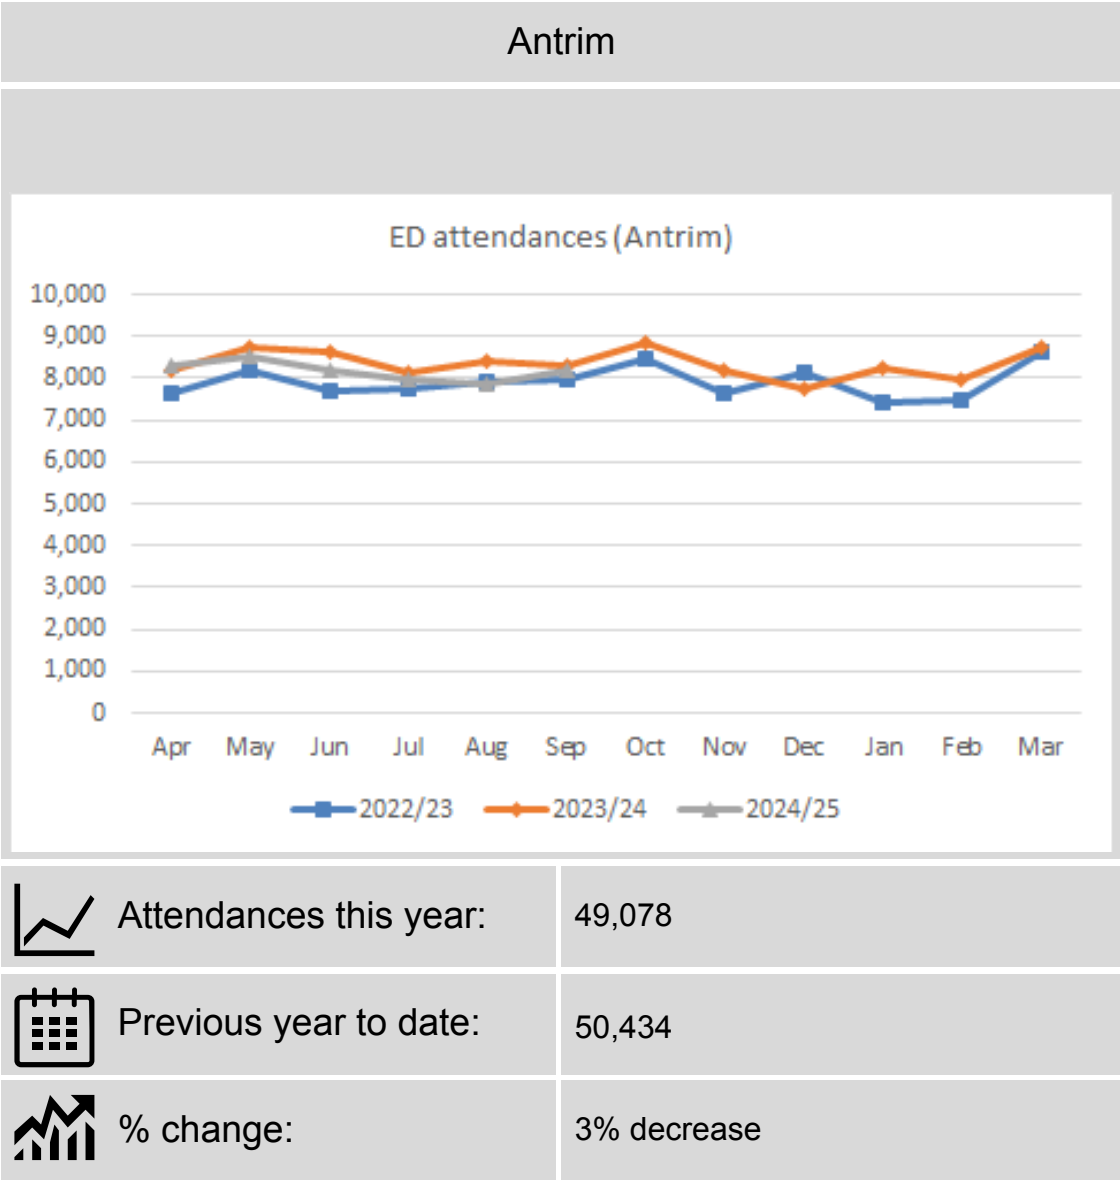 Antrim
ED attendances (Antrim)
10,000
9,000
8,000
7,000
6,000
5,000
4,000
3,000
2,000
1,000
0
Apr May Jun Jul Aug Sep Oct Nov Dec Jan Feb Mar
2022/23 2023/24 2024/25
Attendances this year: 49,078
Previous year to date: 50,434
% change: 3% decrease